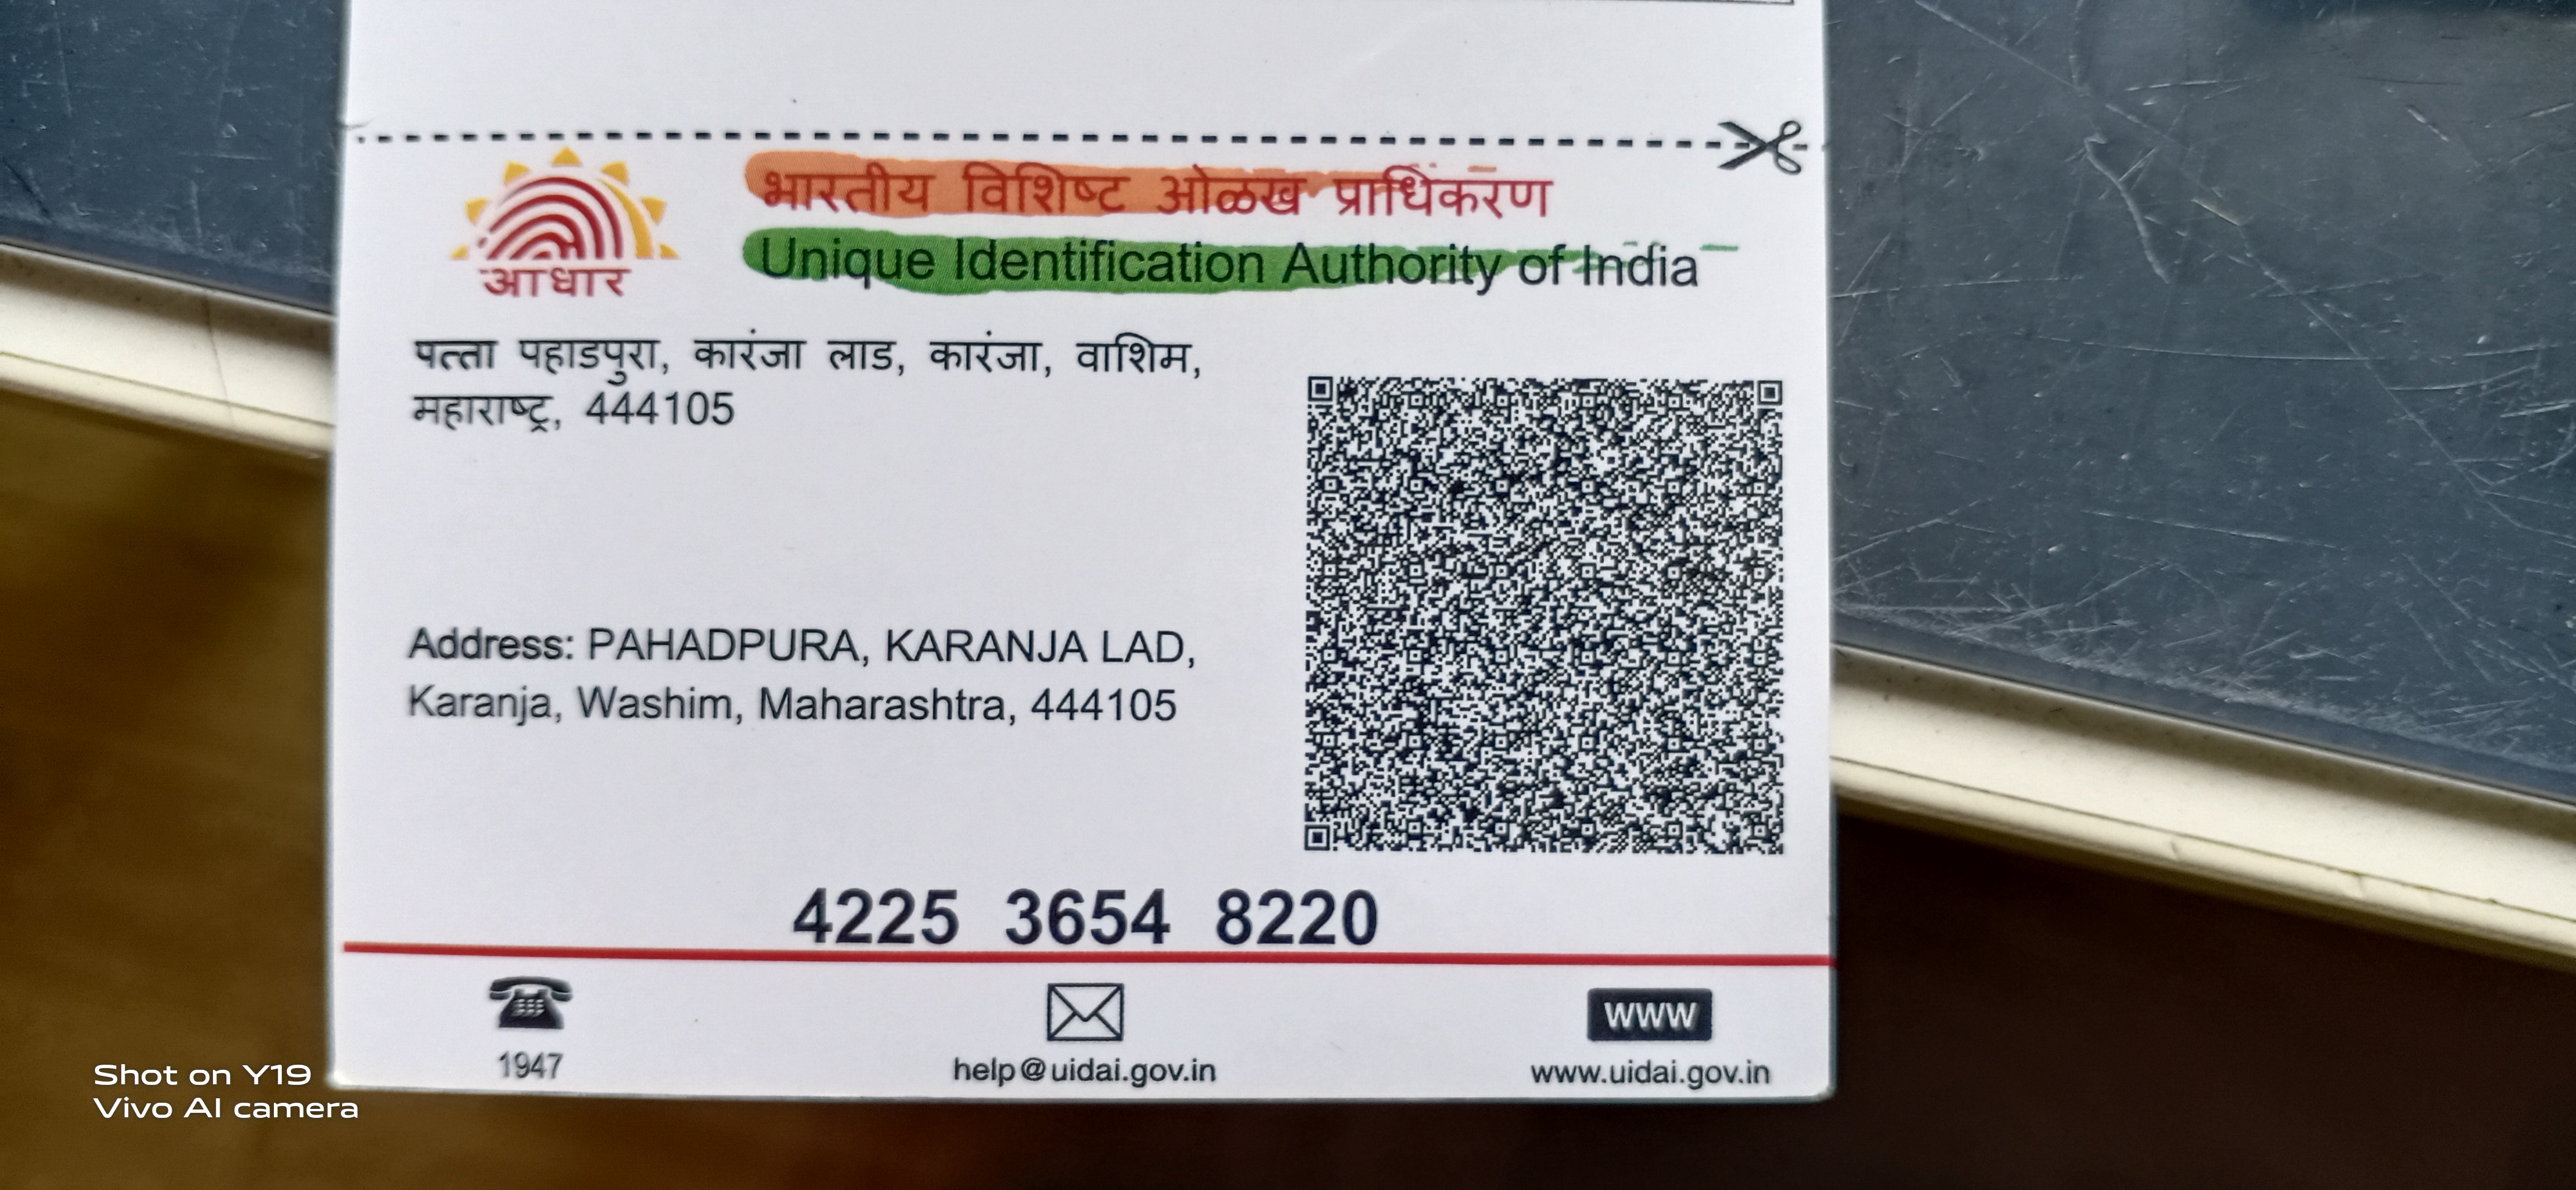 आधार
भारतीय विशिष्ट ओळख प्राधिकरण
Unique Identification Authority of India
पत्ता पहाडपुरा, कारंजा लाड, कारंजा, वाशिम,
महाराष्ट्र, 444105
Address: PAHADPURA, KARANJA LAD,
Karanja, Washim, Maharashtra, 444105
4225 3654 8220
1947
help@uidai.gov.in
WWW
www.uidai.gov.in
Shot on Y19
Vivo AI camera